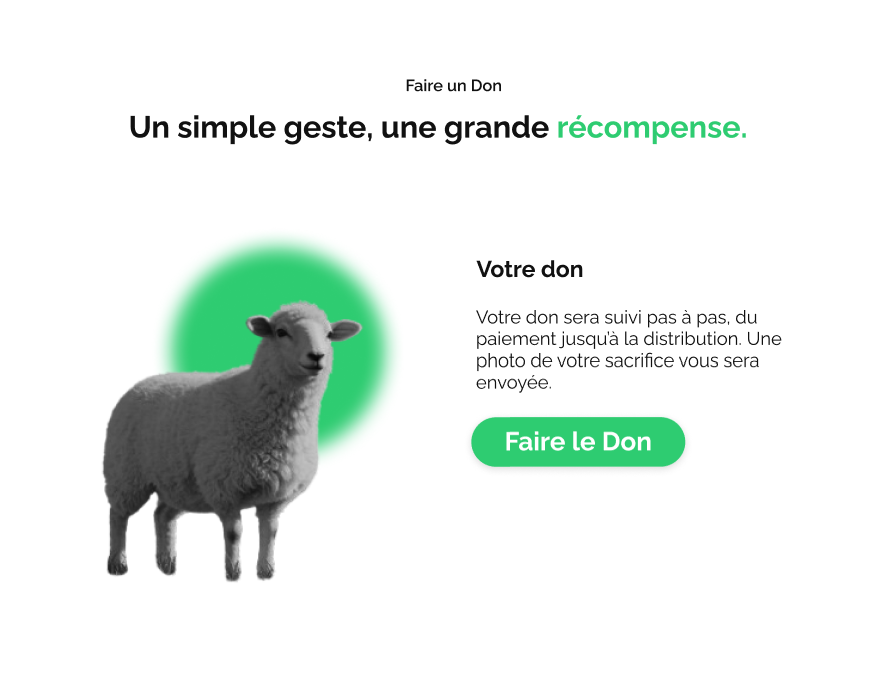 Faire un Don
Un simple geste, une grande récompense.
Votre don
Votre don sera suivi pas à pas, du
paiement jusqu'à la distribution. Une
photo de votre sacrifice vous sera
envoyée.
Faire le Don